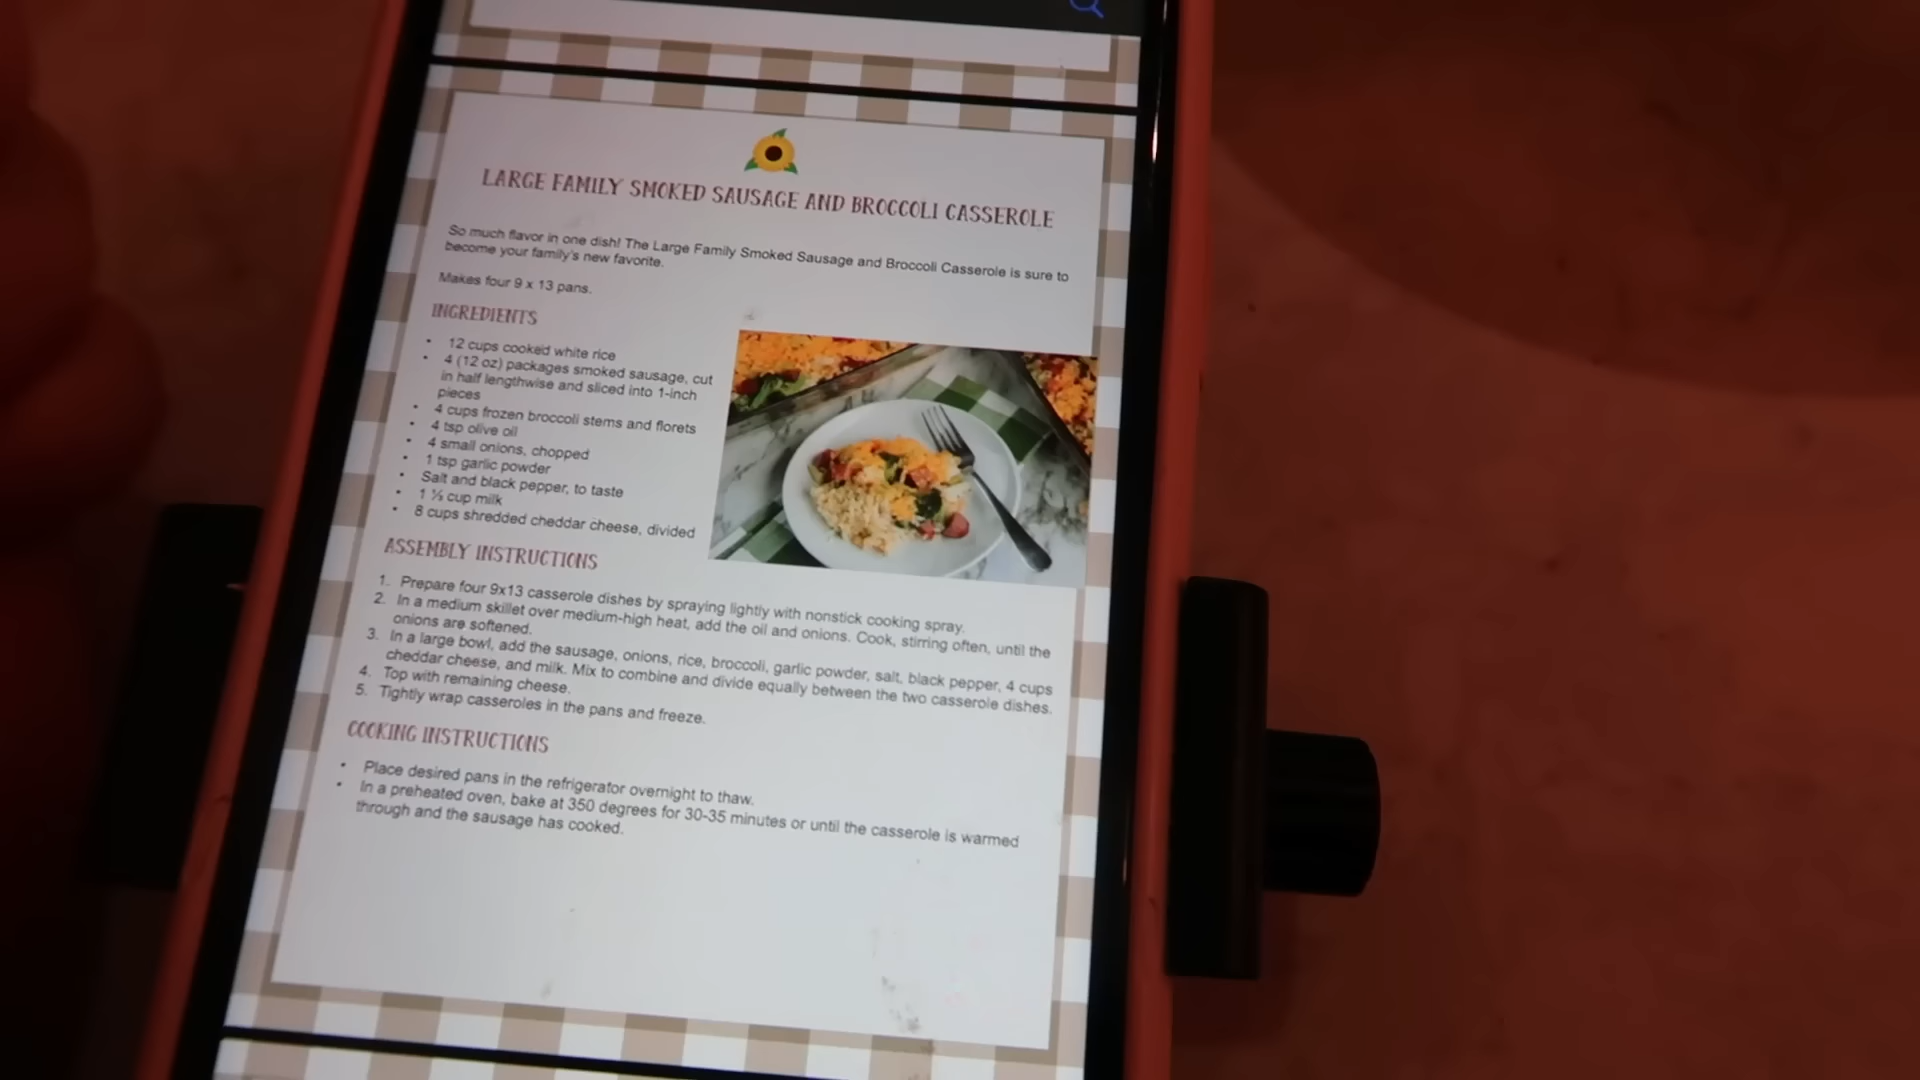 LARGE FAMILY SMOKED SAUSAGE AND BROCCOLI CASSEROLE
So much flavor in one dish! The Large Family Smoked Sausage and Broccoli Casserole is sure to
become your family's new favorite.
Makes four 9 x 13 pans.
INGREDIENTS
• 12 cups cooked white rice
• 4 (12 oz) packages smoked sausage, cut
in half lengthwise and sliced into 1-inch
pieces
• 4 cups frozen broccoli stems and florets
• 4 tsp olive oil
• 4 small onions, chopped
• 1 tsp garlic powder
• Salt and black pepper, to taste
• 1 ⅓ cup milk
• 8 cups shredded cheddar cheese, divided
ASSEMBLY INSTRUCTIONS
1. Prepare four 9x13 casserole dishes by spraying lightly with nonstick cooking spray.
2. In a medium skillet over medium-high heat, add the oil and onions. Cook, stirring often, until the
onions are softened.
3. In a large bowl, add the sausage, onions, rice, broccoli, garlic powder, salt, black pepper, 4 cups
cheddar cheese, and milk. Mix to combine and divide equally between the two casserole dishes.
4. Top with remaining cheese.
5. Tightly wrap casseroles in the pans and freeze.
COOKING INSTRUCTIONS
• Place desired pans in the refrigerator overnight to thaw.
• In a preheated oven, bake at 350 degrees for 30-35 minutes or until the casserole is warmed
through and the sausage has cooked.